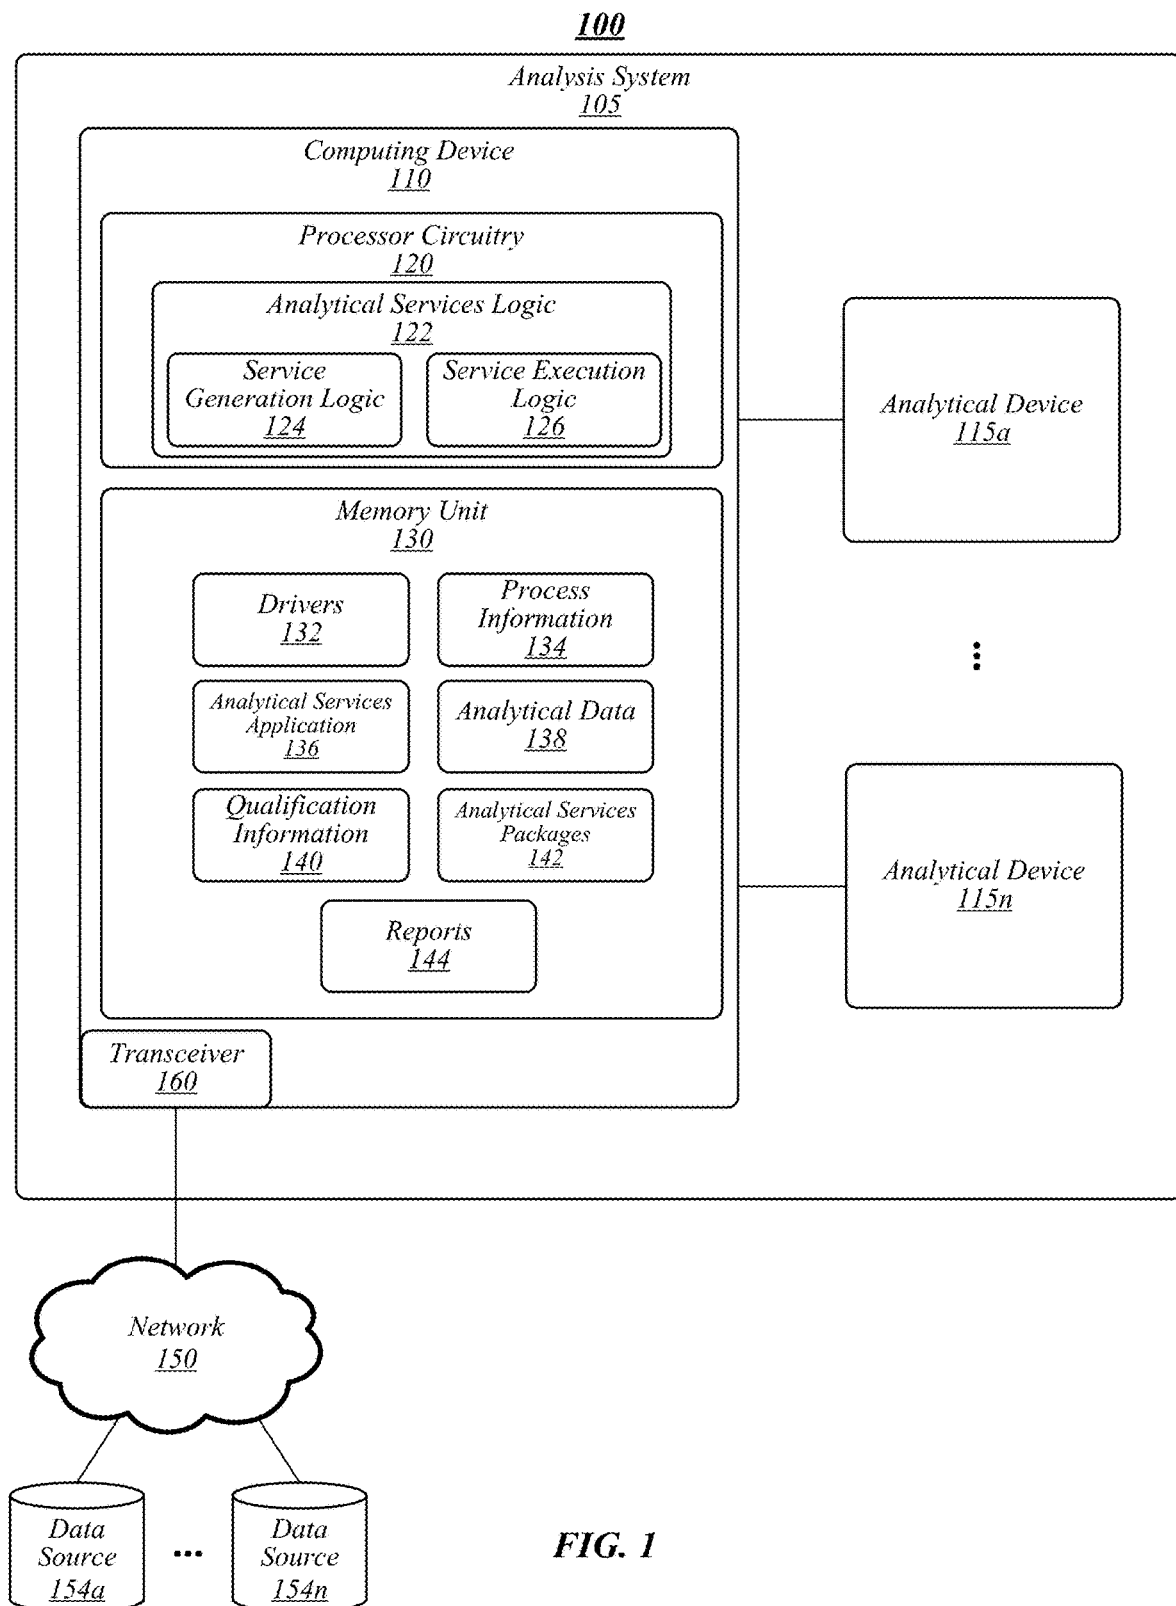 100
Analysis System
105
Computing Device
110
Processor Circuitry
120
Analytical Services Logic
122
Service
Generation Logic
124
Service Execution
Logic
126
Analytical Device
115a
Memory Unit
130
Drivers
132
Process
Information
134
Analytical Services
Application
136
Analytical Data
138
Qualification
Information
140
Analytical Services
Packages
142
Analytical Device
115n
Reports
144
Transceiver
160
Network
150
Data
Source
154a
Data
Source
154n
FIG. 1